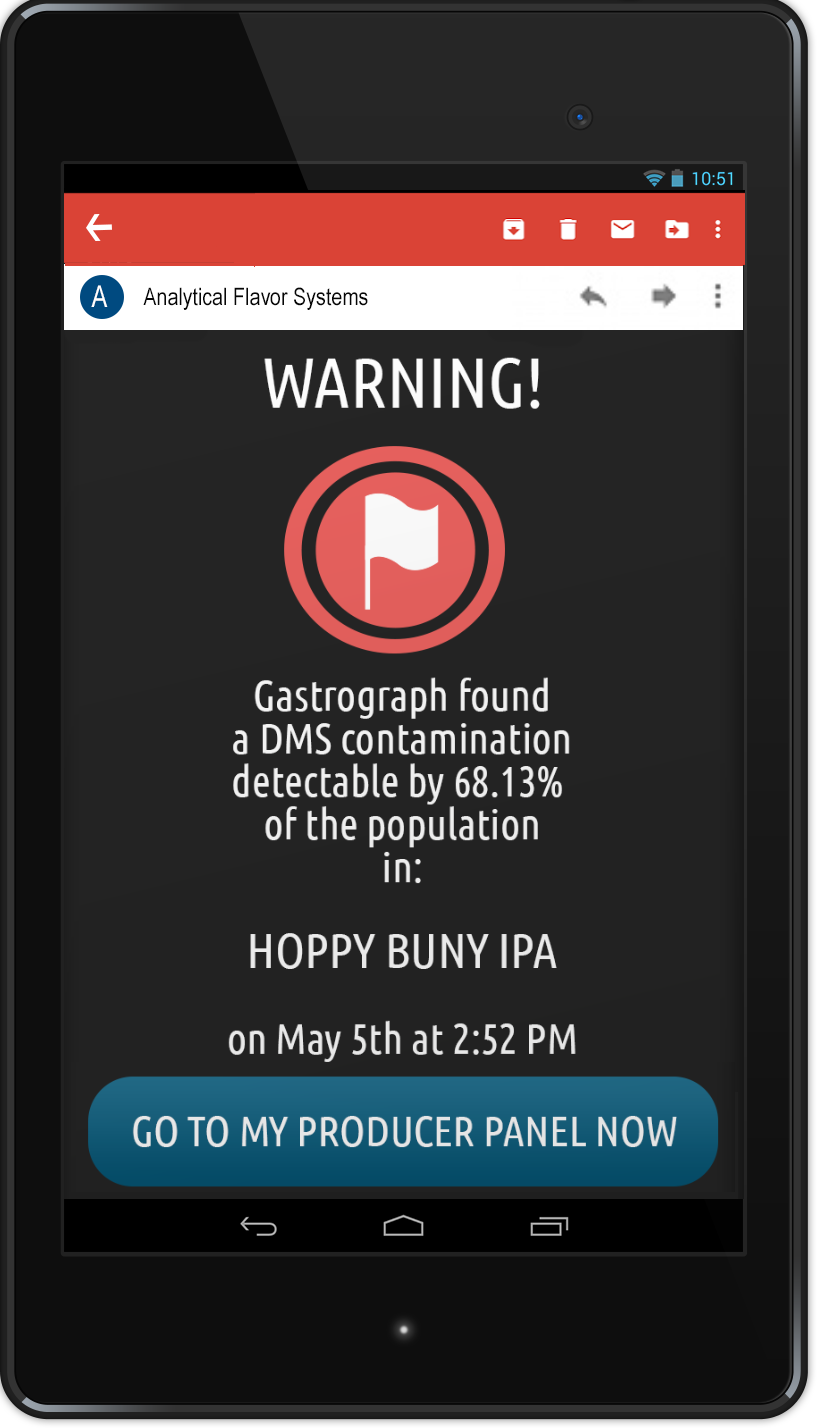 10:51
A Analytical Flavor Systems
WARNING!
Gastrograph found
a DMS contamination
detectable by 68.13%
of the population
in:
HOPPY BUNY IPA
on May 5th at 2:52 PM
GO TO MY PRODUCER PANEL NOW